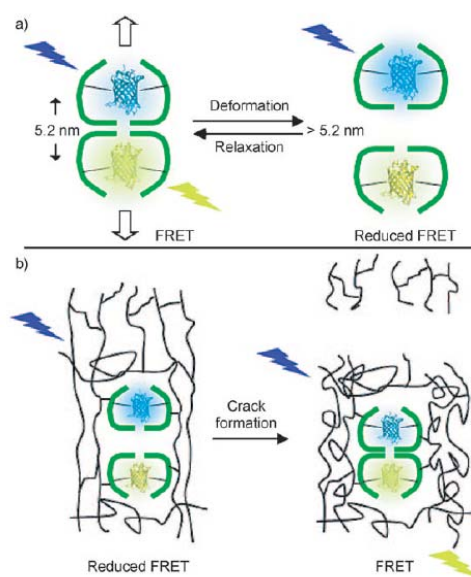 a)
5.2 nm
Deformation
Relaxation
> 5.2 nm
FRET
Reduced FRET
b)
Crack
formation
Reduced FRET
FRET